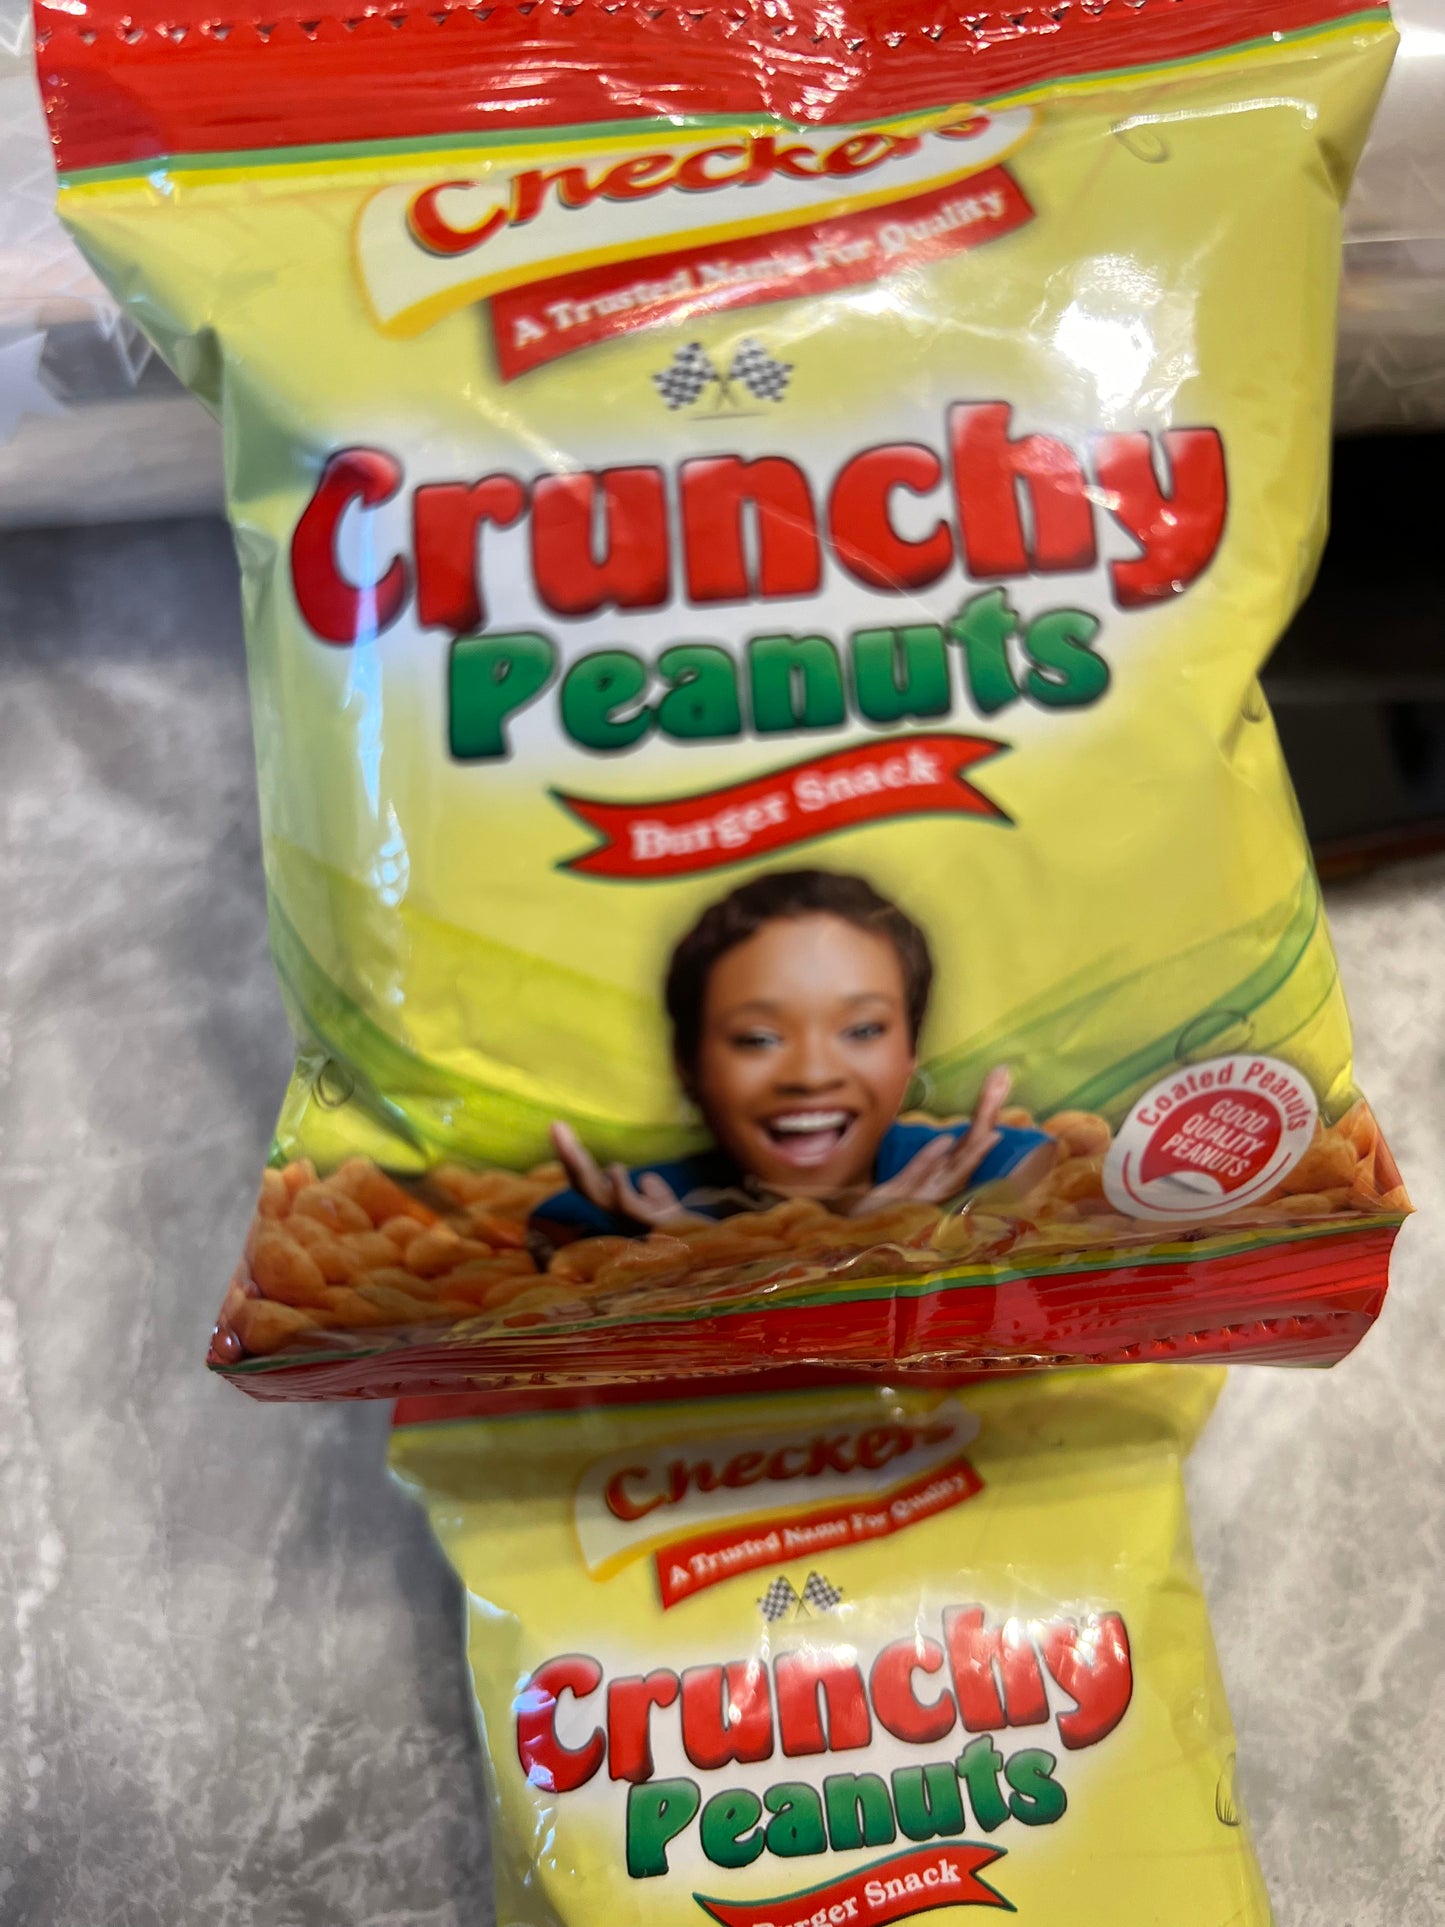 Checkers
A Trusted Name For Quality
Crunchy
Peanuts
Burger Snack
Coated Peanuts
GOOD
QUALITY
PEANUTS
Checkers
A Trusted Name For Quality
Crunchy
Peanuts
Burger Snack